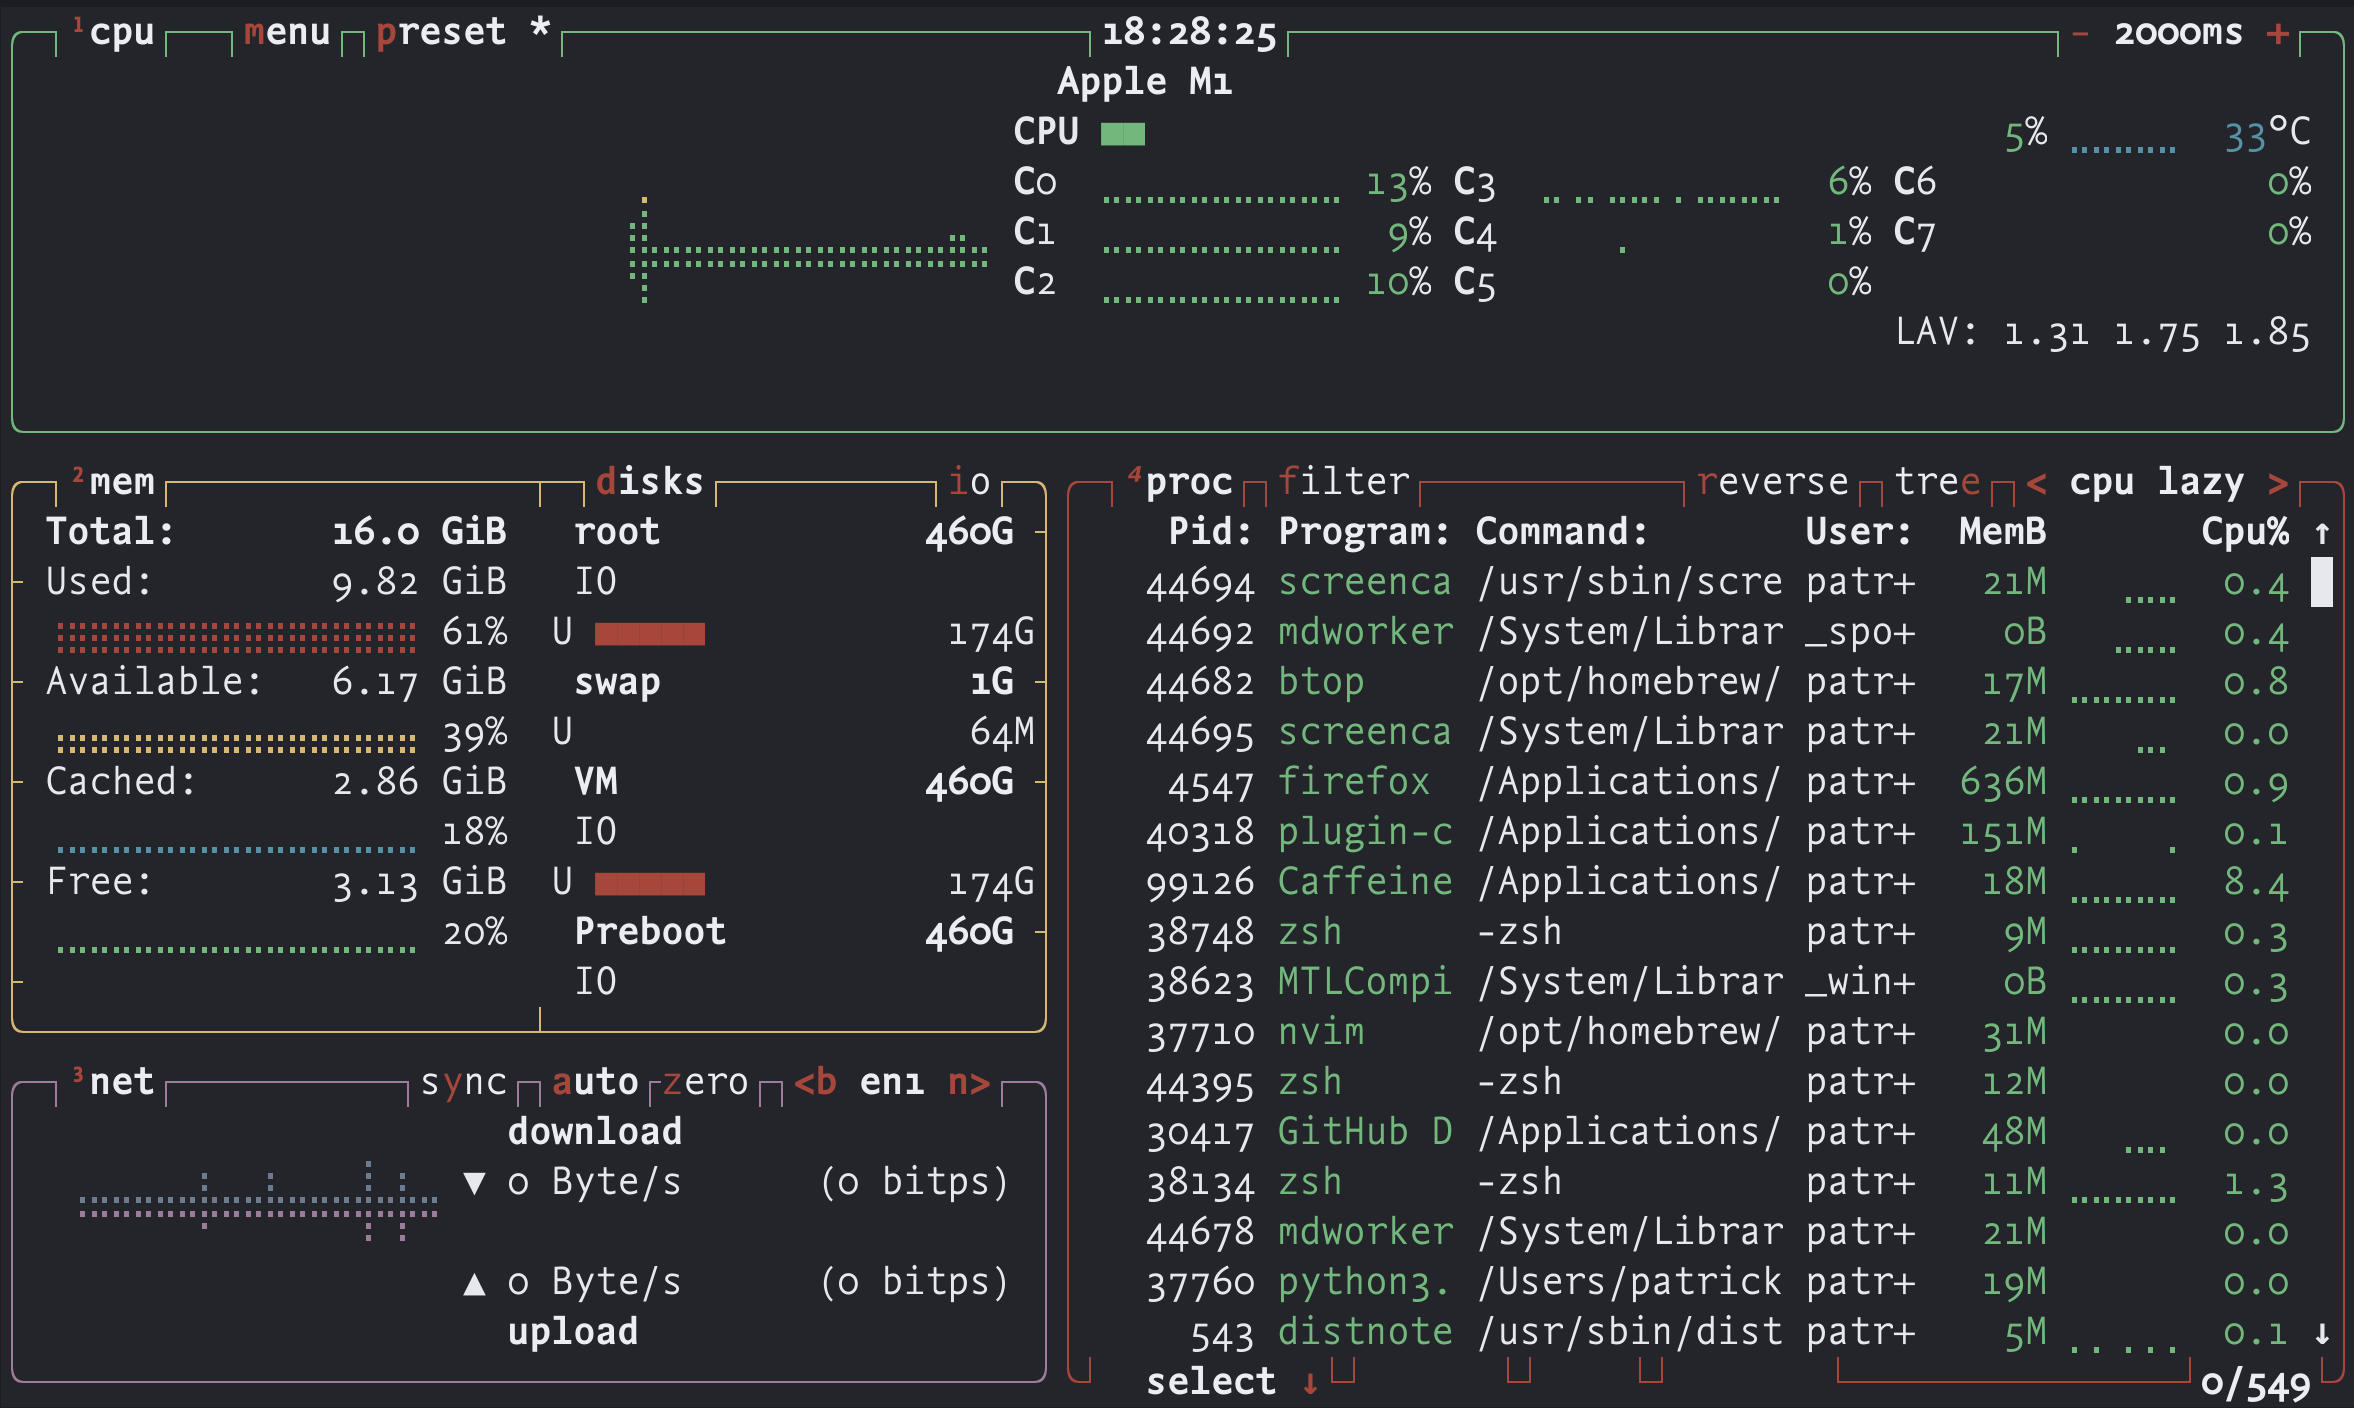 ¹cpu menu preset * 18:28:25 - 2000ms +
Apple M1
CPU 5% 33°C
C0 13% C3 6% C6 0%
C1 9% C4 1% C7 0%
C2 10% C5 0%
LAV: 1.31 1.75 1.85
²mem disks io
Total: 16.0 GiB root 460G
Used: 9.82 GiB IO
61% U 174G
Available: 6.17 GiB swap 1G
39% U 64M
Cached: 2.86 GiB VM 460G
18% IO
Free: 3.13 GiB U 174G
20% Preboot 460G
IO
³net sync auto zero <b en1 n>
download
▼ 0 Byte/s (0 bitps)
▲ 0 Byte/s (0 bitps)
upload
⁴proc filter reverse tree < cpu lazy >
Pid: Program: Command: User: MemB Cpu% ↑
44694 screenca /usr/sbin/scre patr+ 21M 0.4
44692 mdworker /System/Librar _spo+ 0B 0.4
44682 btop /opt/homebrew/ patr+ 17M 0.8
44695 screenca /System/Librar patr+ 21M 0.0
4547 firefox /Applications/ patr+ 636M 0.9
40318 plugin-c /Applications/ patr+ 151M 0.1
99126 Caffeine /Applications/ patr+ 18M 8.4
38748 zsh -zsh patr+ 9M 0.3
38623 MTLCompi /System/Librar _win+ 0B 0.3
37710 nvim /opt/homebrew/ patr+ 31M 0.0
44395 zsh -zsh patr+ 12M 0.0
30417 GitHub D /Applications/ patr+ 48M 0.0
38134 zsh -zsh patr+ 11M 1.3
44678 mdworker /System/Librar patr+ 21M 0.0
37760 python3. /Users/patrick patr+ 19M 0.0
543 distnote /usr/sbin/dist patr+ 5M 0.1 ↓
select ↓ 0/549